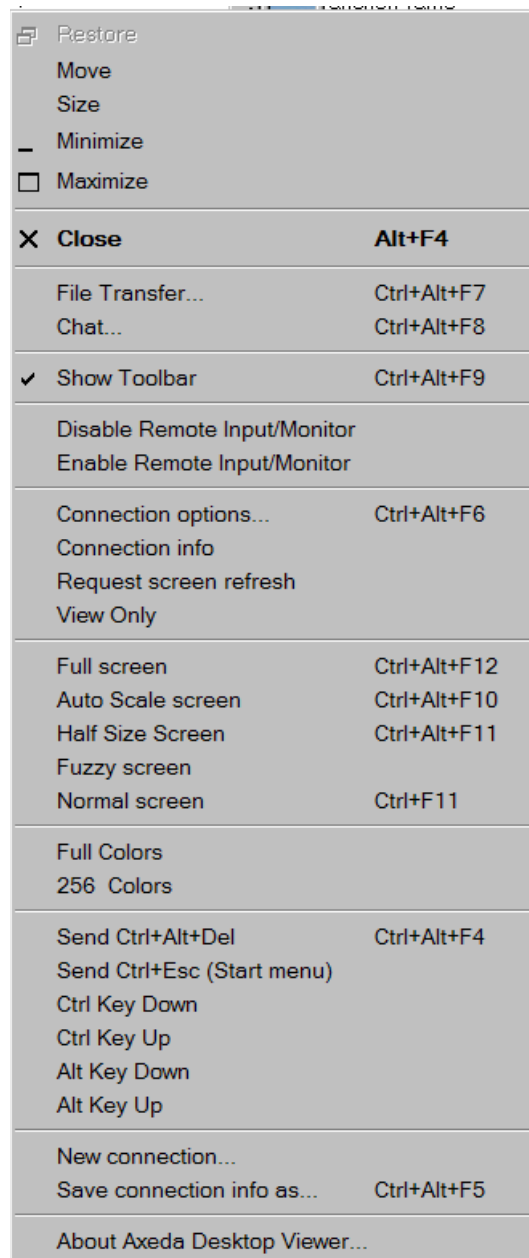 Restore
Move
Size
Minimize
Maximize
Close Alt+F4
File Transfer... Ctrl+Alt+F7
Chat... Ctrl+Alt+F8
Show Toolbar Ctrl+Alt+F9
Disable Remote Input/Monitor
Enable Remote Input/Monitor
Connection options... Ctrl+Alt+F6
Connection info
Request screen refresh
View Only
Full screen Ctrl+Alt+F12
Auto Scale screen Ctrl+Alt+F10
Half Size Screen Ctrl+Alt+F11
Fuzzy screen
Normal screen Ctrl+F11
Full Colors
256 Colors
Send Ctrl+Alt+Del Ctrl+Alt+F4
Send Ctrl+Esc (Start menu)
Ctrl Key Down
Ctrl Key Up
Alt Key Down
Alt Key Up
New connection...
Save connection info as... Ctrl+Alt+F5
About Axeda Desktop Viewer...